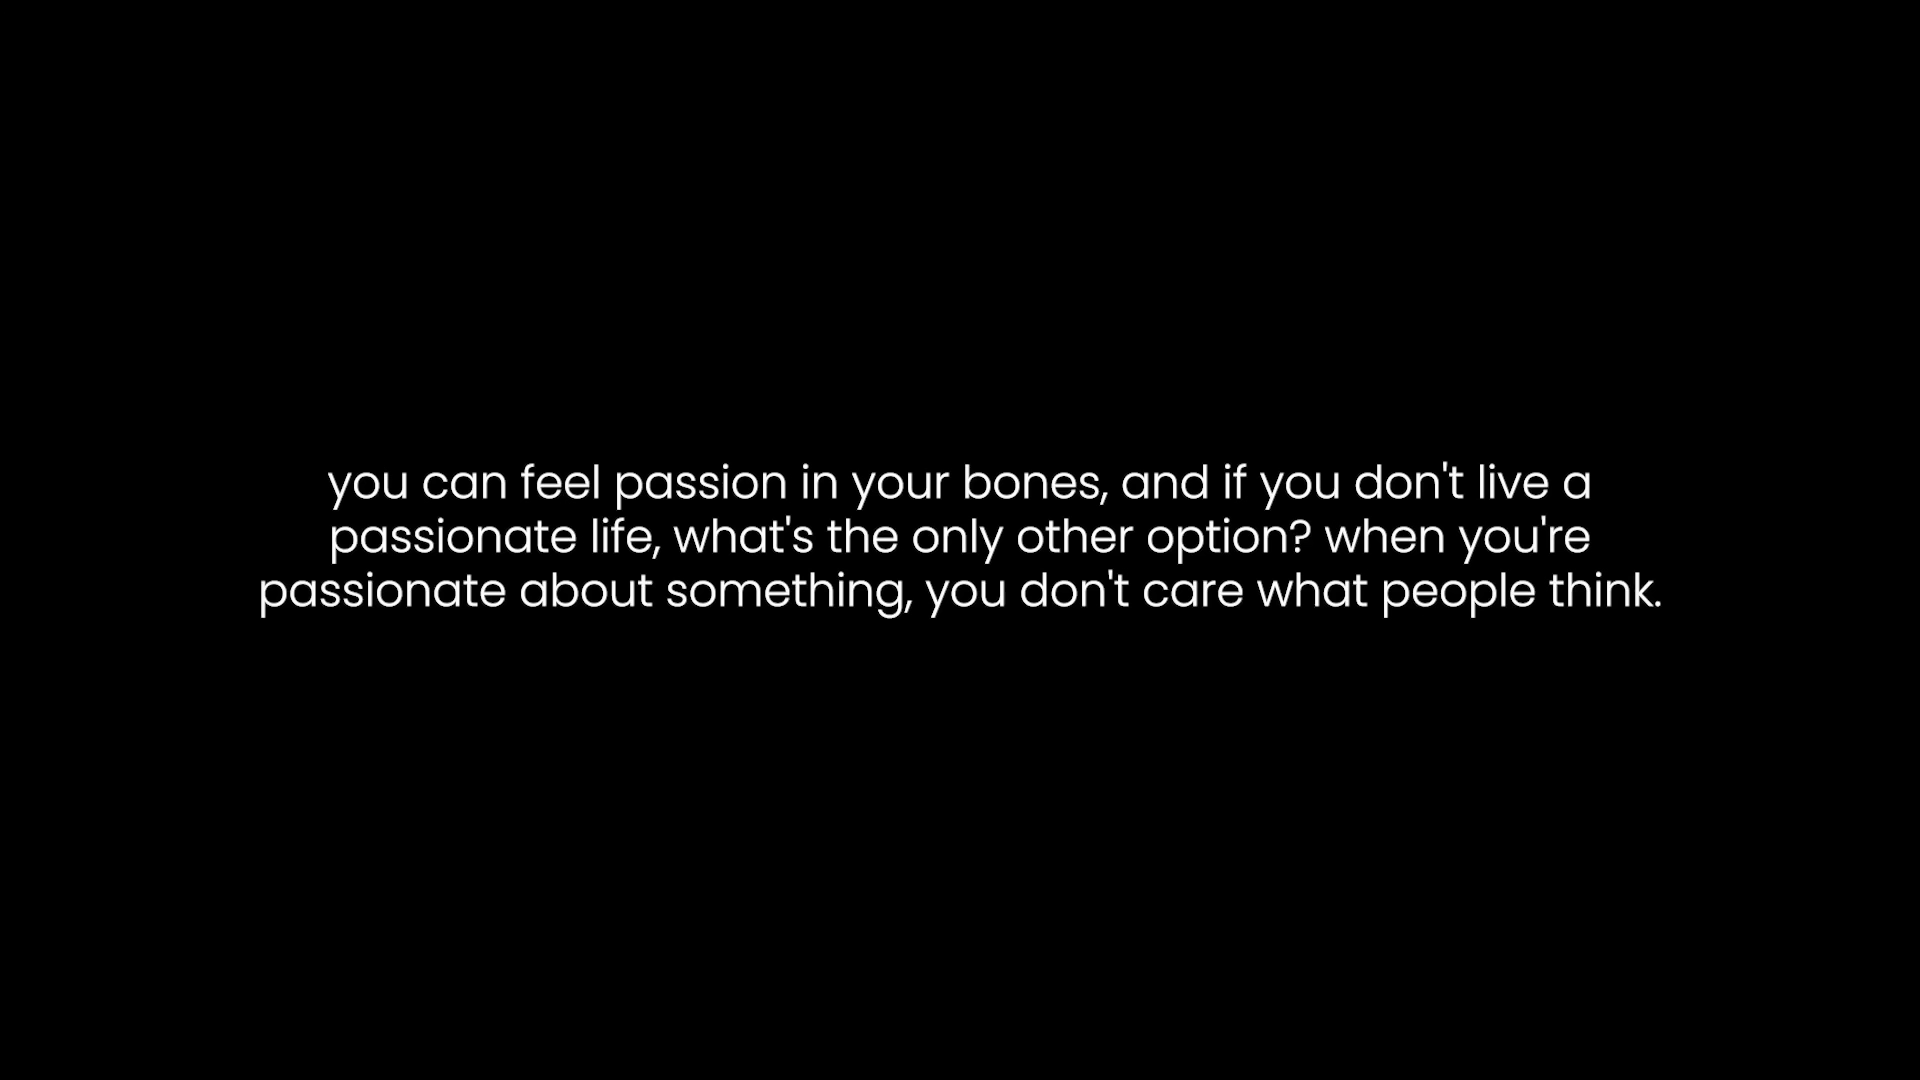 you can feel passion in your bones, and if you don't live a
passionate life, what's the only other option? when you're
passionate about something, you don't care what people think.